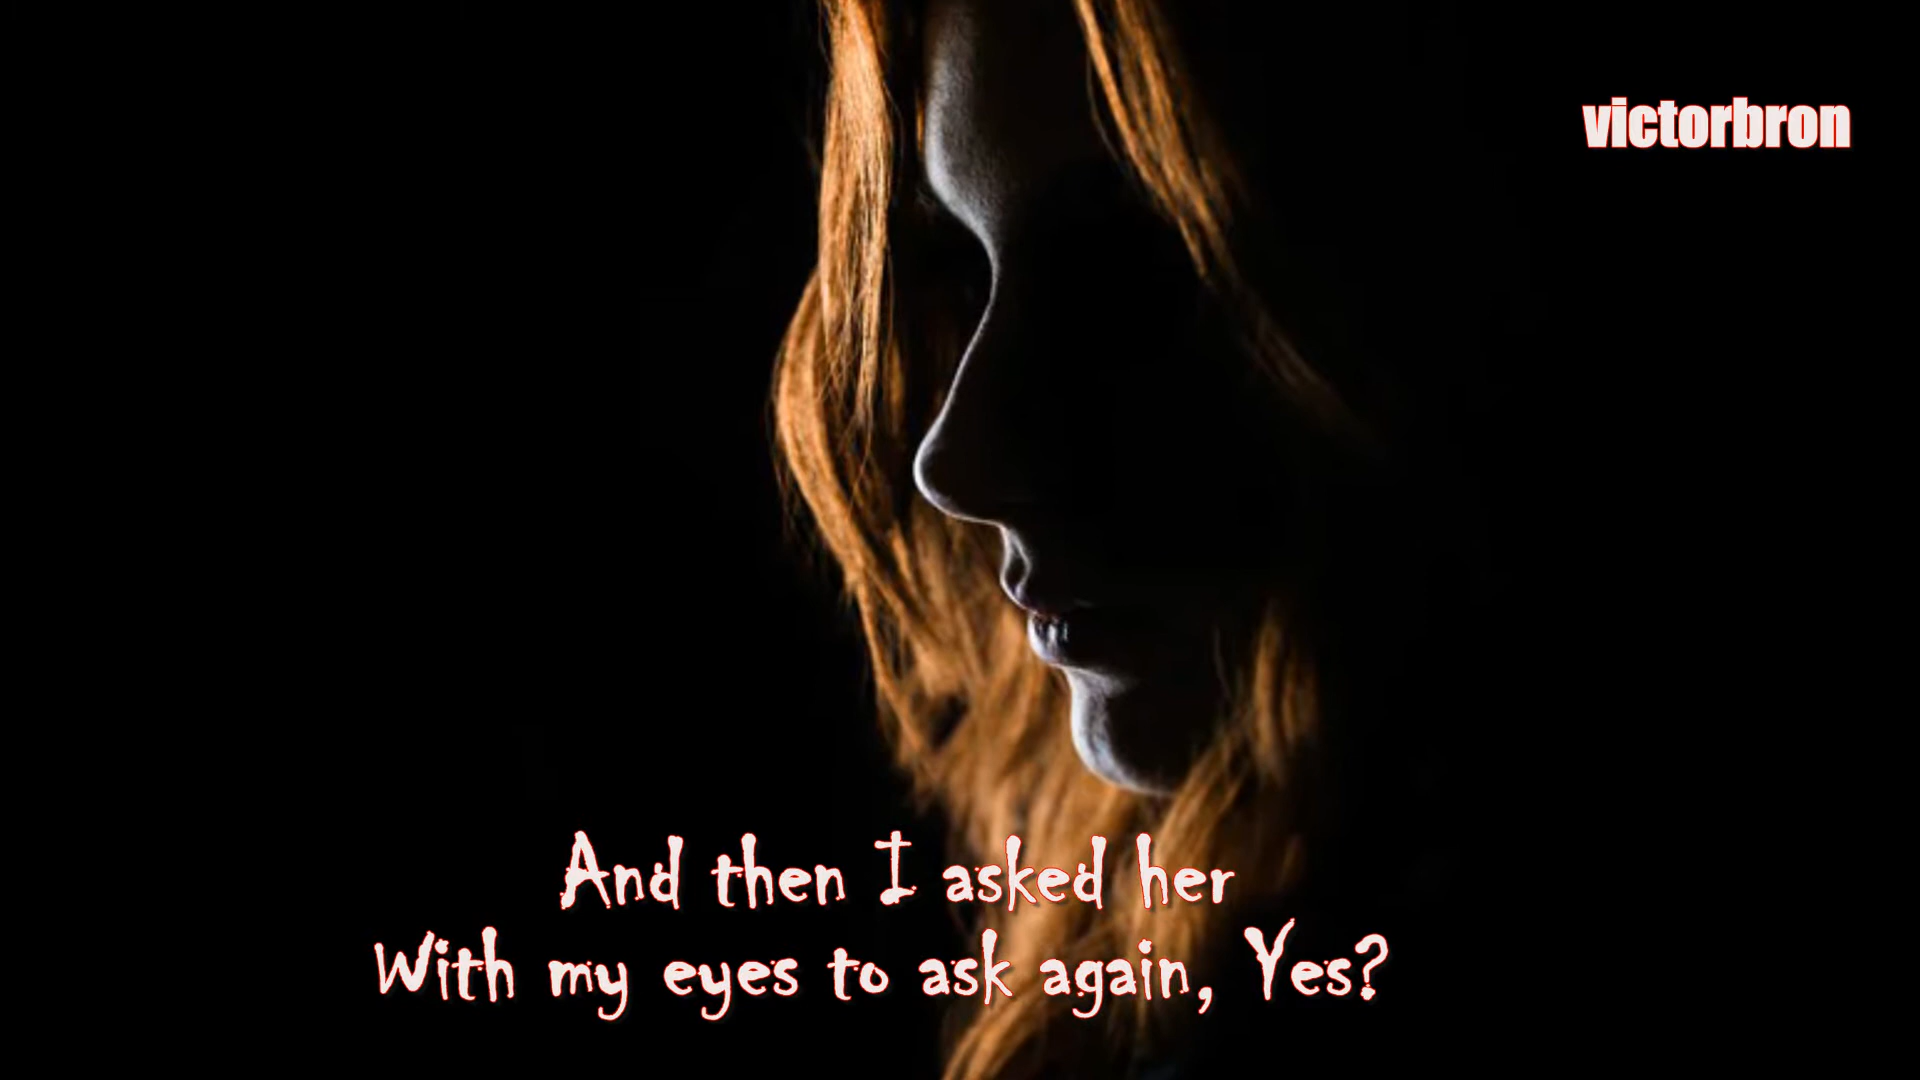 victorbron
And then I asked her
With my eyes to ask again, Yes?